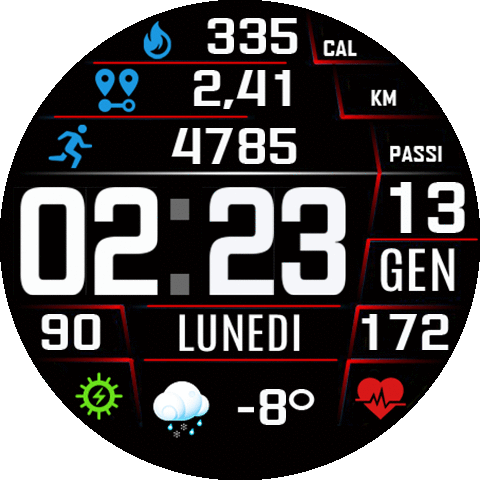 335 CAL
2,41 KM
4785 PASSI
02:23 13
GEN
90 LUNEDI 172
-8°